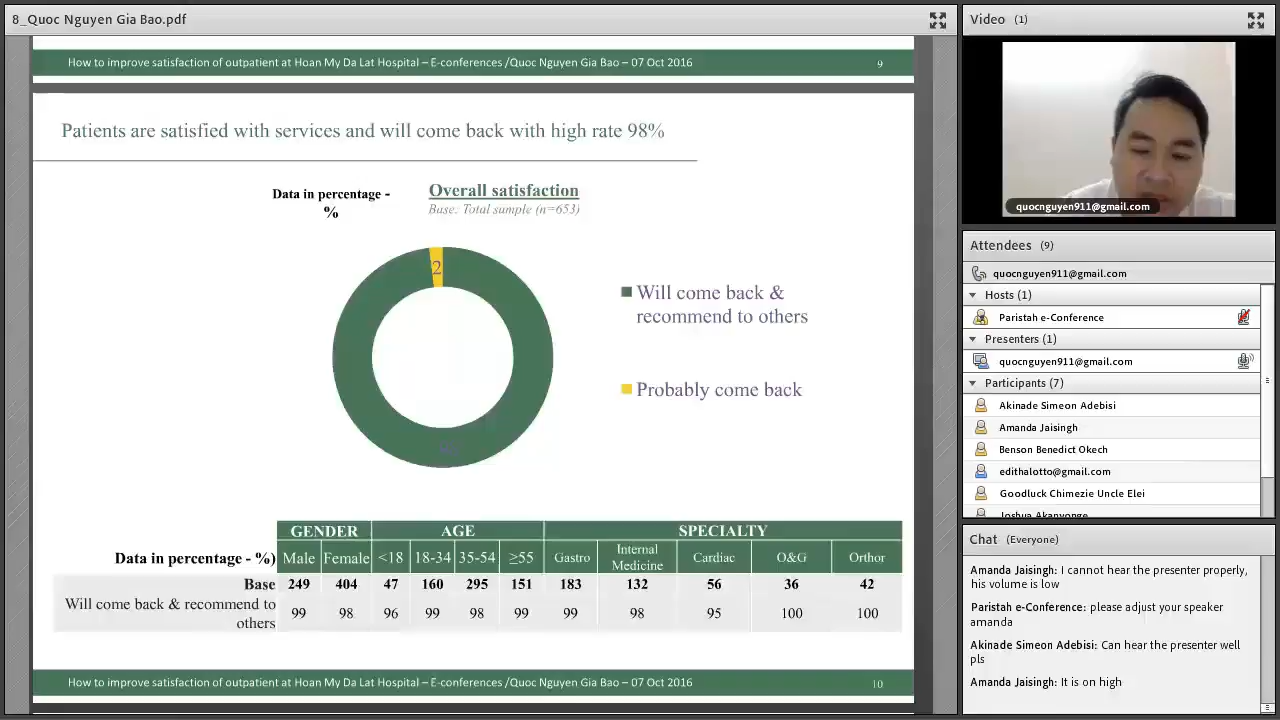 8_Quoc Nguyen Gia Bao.pdf
How to improve satisfaction of outpatient at Hoan My Da Lat Hospital – E-conferences /Quoc Nguyen Gia Bao – 07 Oct 2016 9
Patients are satisfied with services and will come back with high rate 98%
Data in percentage -
%
Overall satisfaction
Base: Total sample (n=653)
2
Will come back &
recommend to others
Probably come back
GENDER AGE SPECIALTY
Data in percentage - %) Male Female <18 18-34 35-54 ≥55 Gastro Internal Medicine Cardiac O&G Orthor
Base 249 404 47 160 295 151 183 132 56 36 42
Will come back & recommend to
others 99 98 96 99 98 99 99 98 95 100 100
How to improve satisfaction of outpatient at Hoan My Da Lat Hospital – E-conferences /Quoc Nguyen Gia Bao – 07 Oct 2016 10
Video (1)
quocnguyen911@gmail.com
Attendees (9)
quocnguyen911@gmail.com
Hosts (1)
Paristah e-Conference
Presenters (1)
quocnguyen911@gmail.com
Participants (7)
Akinade Simeon Adebisi
Amanda Jaisingh
Benson Benedict Okech
edithalotto@gmail.com
Goodluck Chimezie Uncle Elei
Chat (Everyone)
Amanda Jaisingh: I cannot hear the presenter properly,
his volume is low
Paristah e-Conference: please adjust your speaker
amanda
Akinade Simeon Adebisi: Can hear the presenter well
pls
Amanda Jaisingh: It is on high